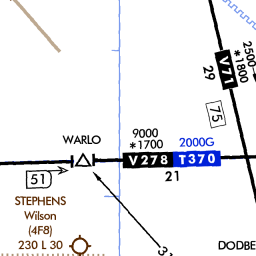 2500
*1800
V71
29
75
WARLO
9000
*1700
2000G
V278
T370
21
51
STEPHENS
Wilson
(4F8)
230 L 30
DODBE